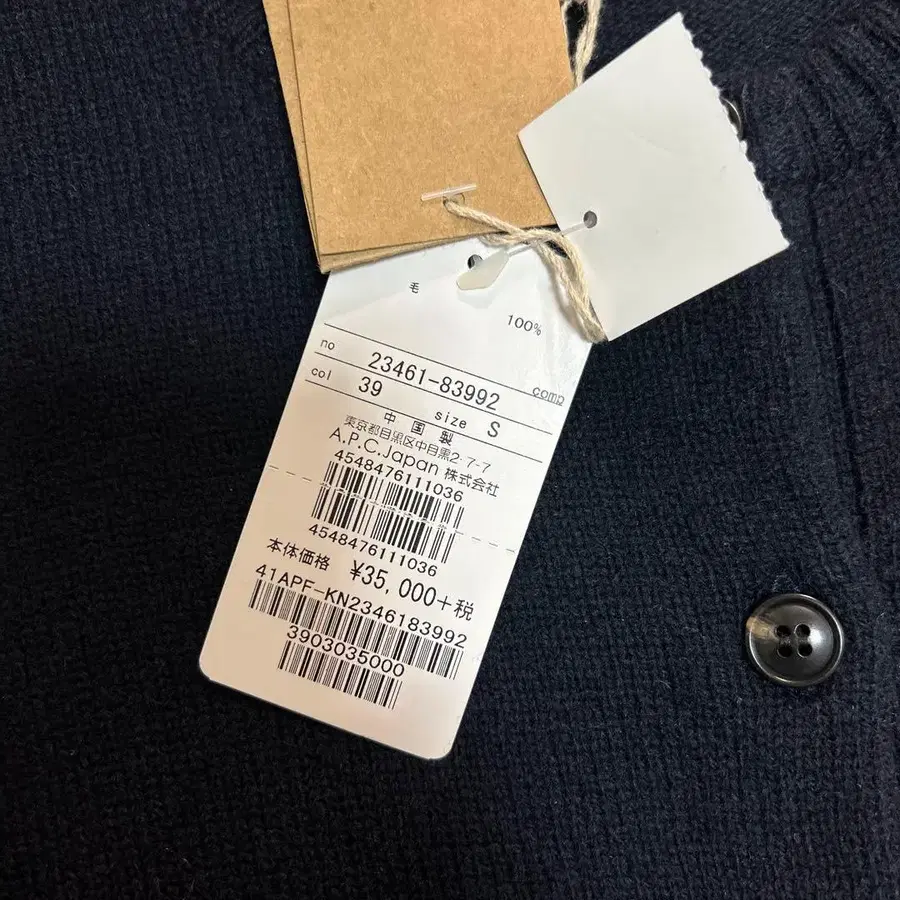 毛
100%
no 23461-83992 comp
col 39 size S
中国製
東京都目黒区中目黒2-7-7
A.P.C.Japan 株式会社
4548476111036
4548476111036
本体価格 ¥35,000+税
41APF-KN2346183992
3903035000